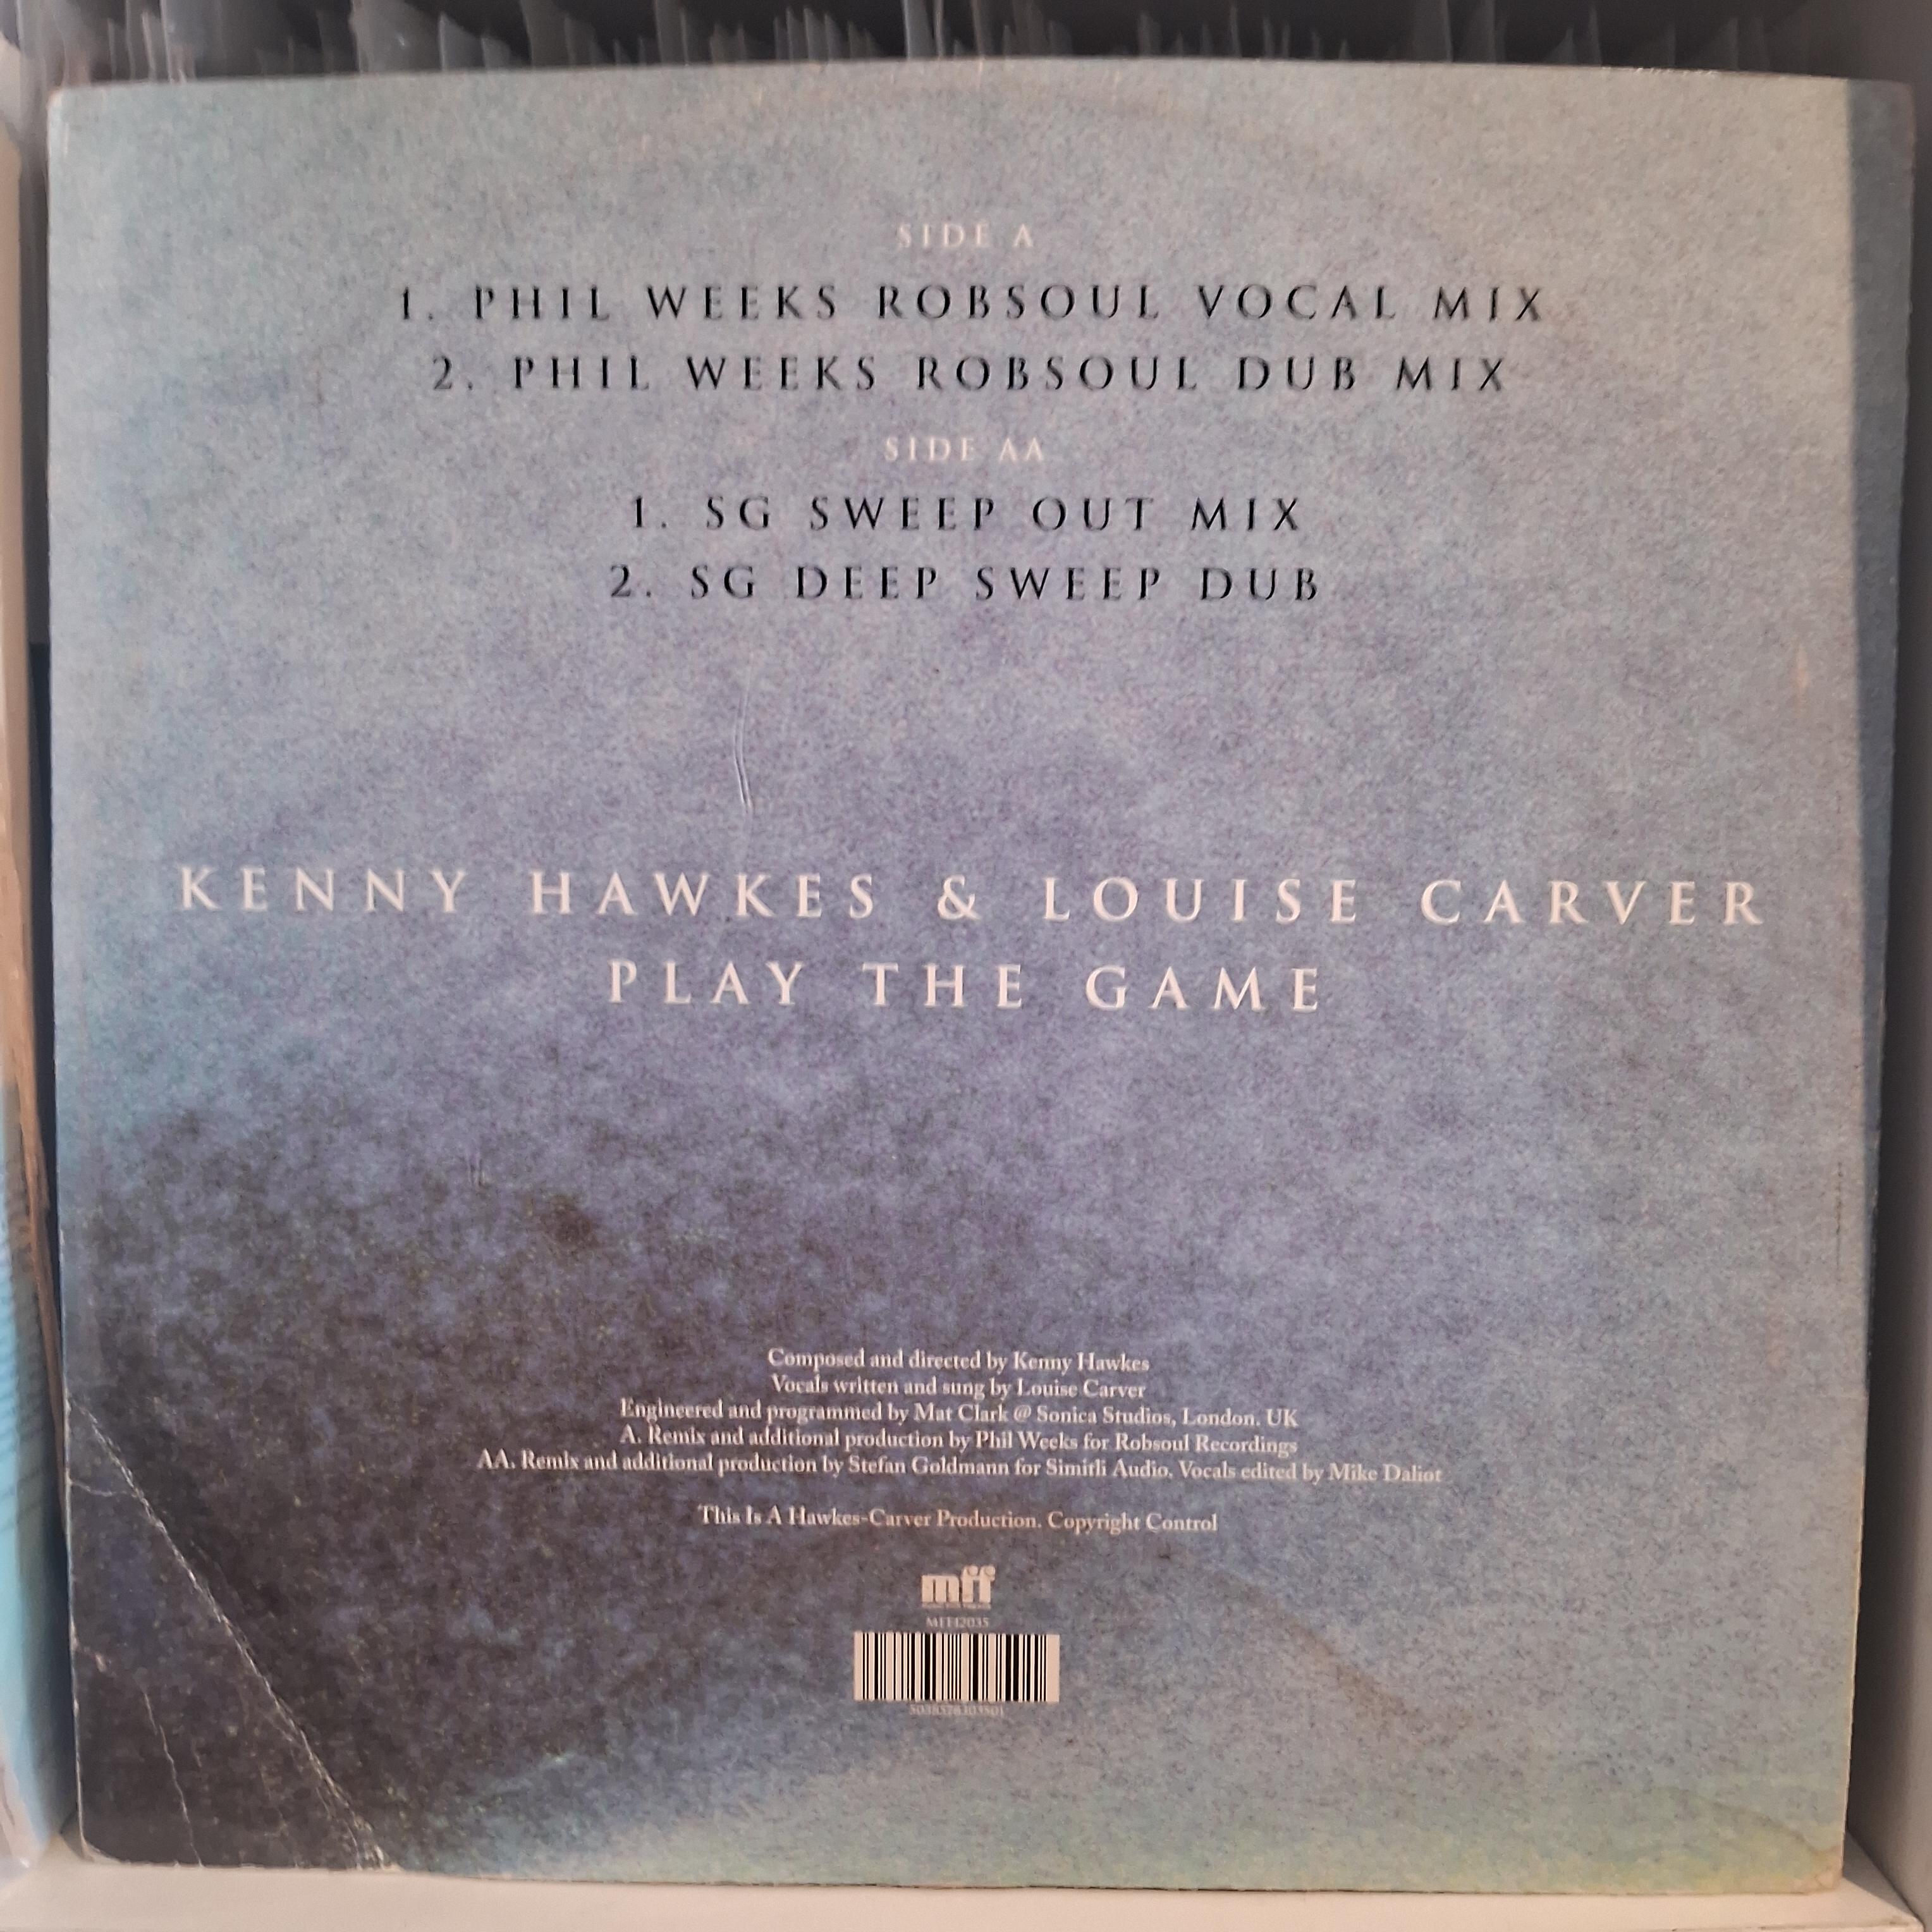 SIDE A
1. PHIL WEEKS ROBSOUL VOCAL MIX
2. PHIL WEEKS ROBSOUL DUB MIX
SIDE AA
1. SG SWEEP OUT MIX
2. SG DEEP SWEEP DUB
KENNY HAWKES & LOUISE CARVER
PLAY THE GAME
Composed and directed by Kenny Hawkes
Vocals written and sung by Louise Carver
Engineered and programmed by Mat Clark @ Sonica Studios, London. UK
A. Remix and additional production by Phil Weeks for Robsoul Recordings
AA. Remix and additional production by Stefan Goldmann for Simitli Audio. Vocals edited by Mike Daliot
This Is A Hawkes-Carver Production. Copyright Control
mff